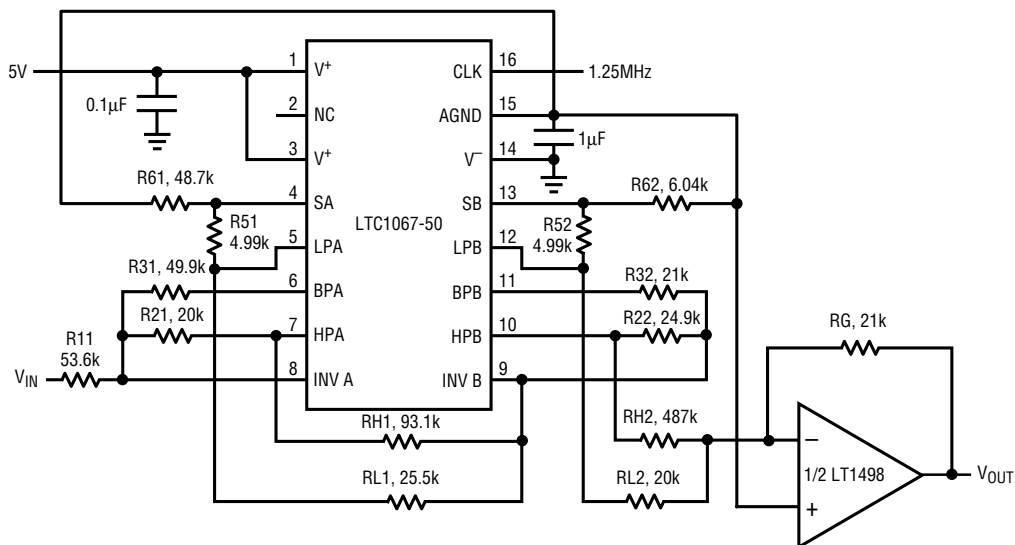 5V
0.1µF
1
V+
2
NC
3
V+
R61, 48.7k
4
SA
R51
4.99k
5
LPA
R31, 49.9k
6
BPA
R21, 20k
7
HPA
R11
53.6k
VIN
8
INV A
LTC1067-50
CLK
16
1.25MHz
AGND
15
1µF
V−
14
SB
13
R62, 6.04k
R52
4.99k
LPB
12
BPB
11
R32, 21k
HPB
10
R22, 24.9k
INV B
9
RG, 21k
RH1, 93.1k
RL1, 25.5k
RH2, 487k
RL2, 20k
−
1/2 LT1498
+
VOUT